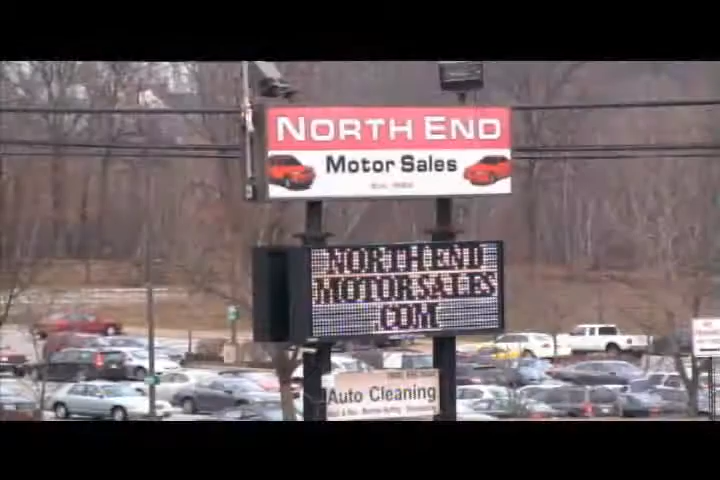 NORTH END
Motor Sales
NORTHEND
MOTORSALES
.COM
Auto Cleaning